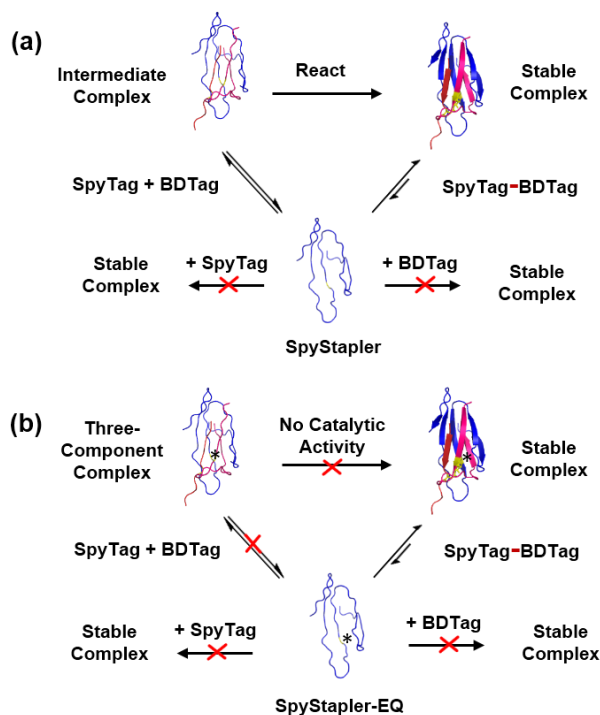 (a)
Intermediate
Complex
React
Stable
Complex
SpyTag + BDTag
SpyTag-BDTag
Stable
Complex
+ SpyTag
+ BDTag
Stable
Complex
SpyStapler
(b)
Three-
Component
Complex
*
No Catalytic
Activity
*
Stable
Complex
SpyTag + BDTag
SpyTag-BDTag
Stable
Complex
+ SpyTag
*
+ BDTag
Stable
Complex
SpyStapler-EQ